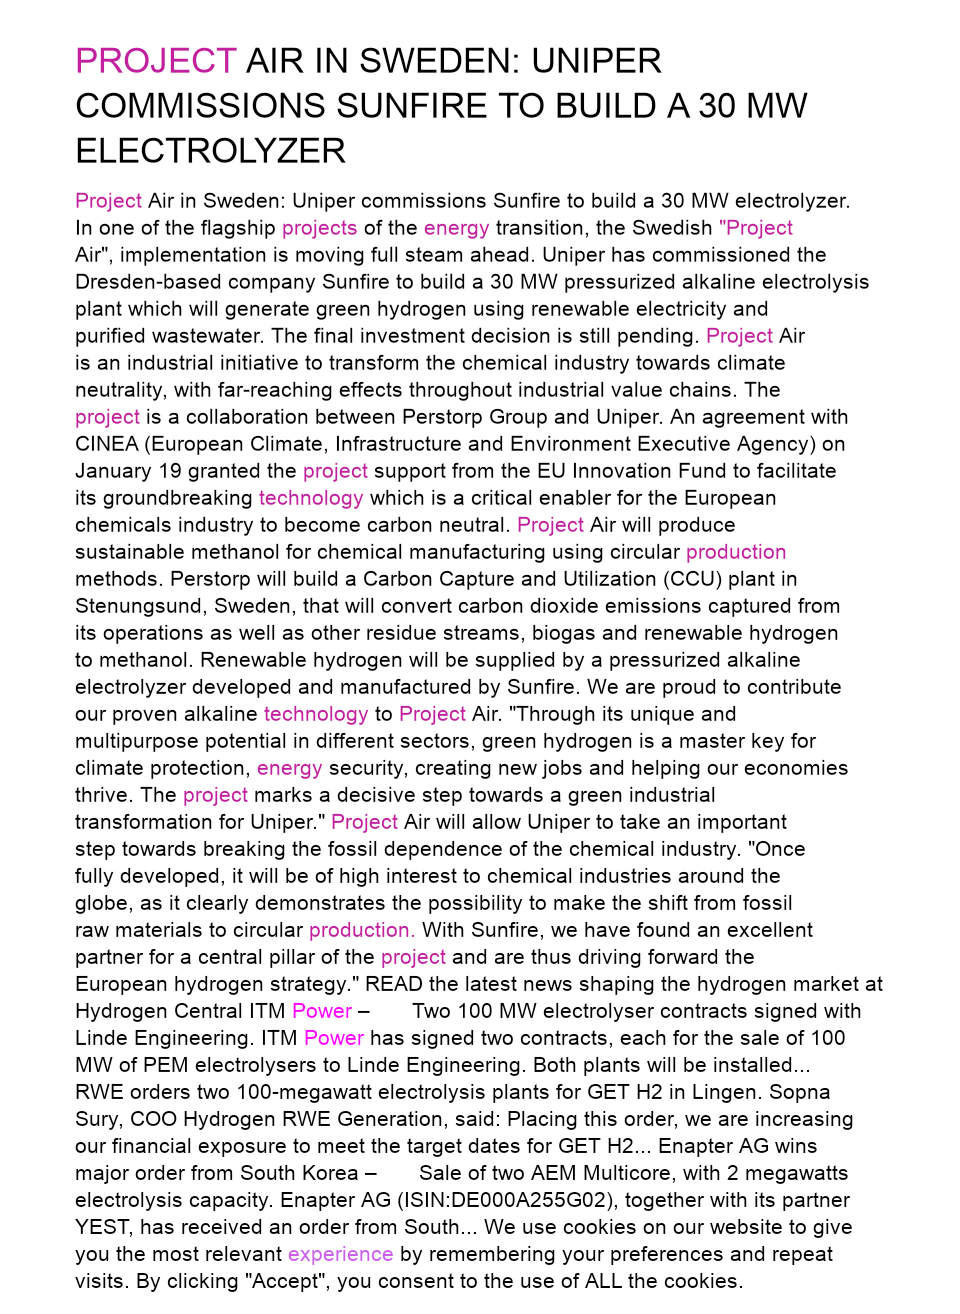 PROJECT AIR IN SWEDEN: UNIPER
COMMISSIONS SUNFIRE TO BUILD A 30 MW
ELECTROLYZER
Project Air in Sweden: Uniper commissions Sunfire to build a 30 MW electrolyzer.
In one of the flagship projects of the energy transition, the Swedish "Project
Air", implementation is moving full steam ahead. Uniper has commissioned the
Dresden-based company Sunfire to build a 30 MW pressurized alkaline electrolysis
plant which will generate green hydrogen using renewable electricity and
purified wastewater. The final investment decision is still pending. Project Air
is an industrial initiative to transform the chemical industry towards climate
neutrality, with far-reaching effects throughout industrial value chains. The
project is a collaboration between Perstorp Group and Uniper. An agreement with
CINEA (European Climate, Infrastructure and Environment Executive Agency) on
January 19 granted the project support from the EU Innovation Fund to facilitate
its groundbreaking technology which is a critical enabler for the European
chemicals industry to become carbon neutral. Project Air will produce
sustainable methanol for chemical manufacturing using circular production
methods. Perstorp will build a Carbon Capture and Utilization (CCU) plant in
Stenungsund, Sweden, that will convert carbon dioxide emissions captured from
its operations as well as other residue streams, biogas and renewable hydrogen
to methanol. Renewable hydrogen will be supplied by a pressurized alkaline
electrolyzer developed and manufactured by Sunfire. We are proud to contribute
our proven alkaline technology to Project Air. "Through its unique and
multipurpose potential in different sectors, green hydrogen is a master key for
climate protection, energy security, creating new jobs and helping our economies
thrive. The project marks a decisive step towards a green industrial
transformation for Uniper." Project Air will allow Uniper to take an important
step towards breaking the fossil dependence of the chemical industry. "Once
fully developed, it will be of high interest to chemical industries around the
globe, as it clearly demonstrates the possibility to make the shift from fossil
raw materials to circular production. With Sunfire, we have found an excellent
partner for a central pillar of the project and are thus driving forward the
European hydrogen strategy." READ the latest news shaping the hydrogen market at
Hydrogen Central ITM Power – Two 100 MW electrolyser contracts signed with
Linde Engineering. ITM Power has signed two contracts, each for the sale of 100
MW of PEM electrolysers to Linde Engineering. Both plants will be installed...
RWE orders two 100-megawatt electrolysis plants for GET H2 in Lingen. Sopna
Sury, COO Hydrogen RWE Generation, said: Placing this order, we are increasing
our financial exposure to meet the target dates for GET H2... Enapter AG wins
major order from South Korea – Sale of two AEM Multicore, with 2 megawatts
electrolysis capacity. Enapter AG (ISIN:DE000A255G02), together with its partner
YEST, has received an order from South... We use cookies on our website to give
you the most relevant experience by remembering your preferences and repeat
visits. By clicking "Accept", you consent to the use of ALL the cookies.